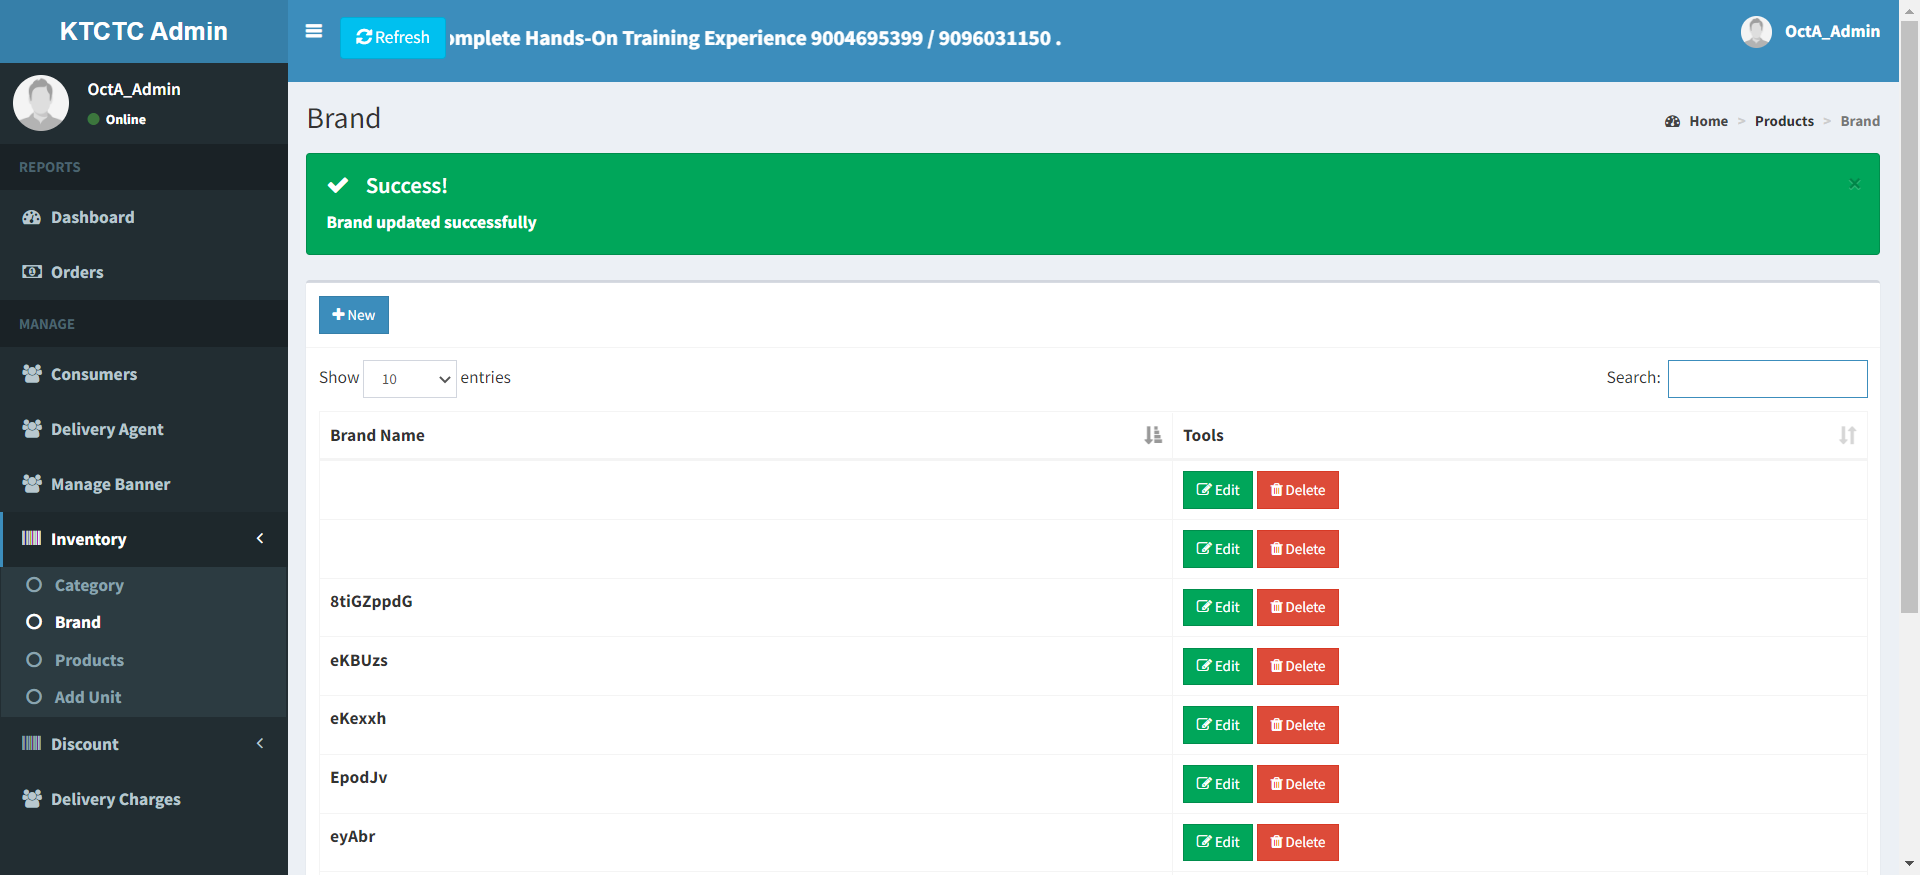 KTCTC Admin
Refresh
Complete Hands-On Training Experience 9004695399 / 9096031150 .
OctA_Admin
OctA_Admin
Online
REPORTS
Dashboard
Orders
MANAGE
Consumers
Delivery Agent
Manage Banner
Inventory
Category
Brand
Products
Add Unit
Discount
Delivery Charges
Brand
Home > Products > Brand
Success!
×
Brand updated successfully
New
Show 10 entries
Search:
Brand Name Tools
Edit Delete
Edit Delete
8tiGZppdG Edit Delete
eKBUzs Edit Delete
eKexxh Edit Delete
EpodJv Edit Delete
eyAbr Edit Delete